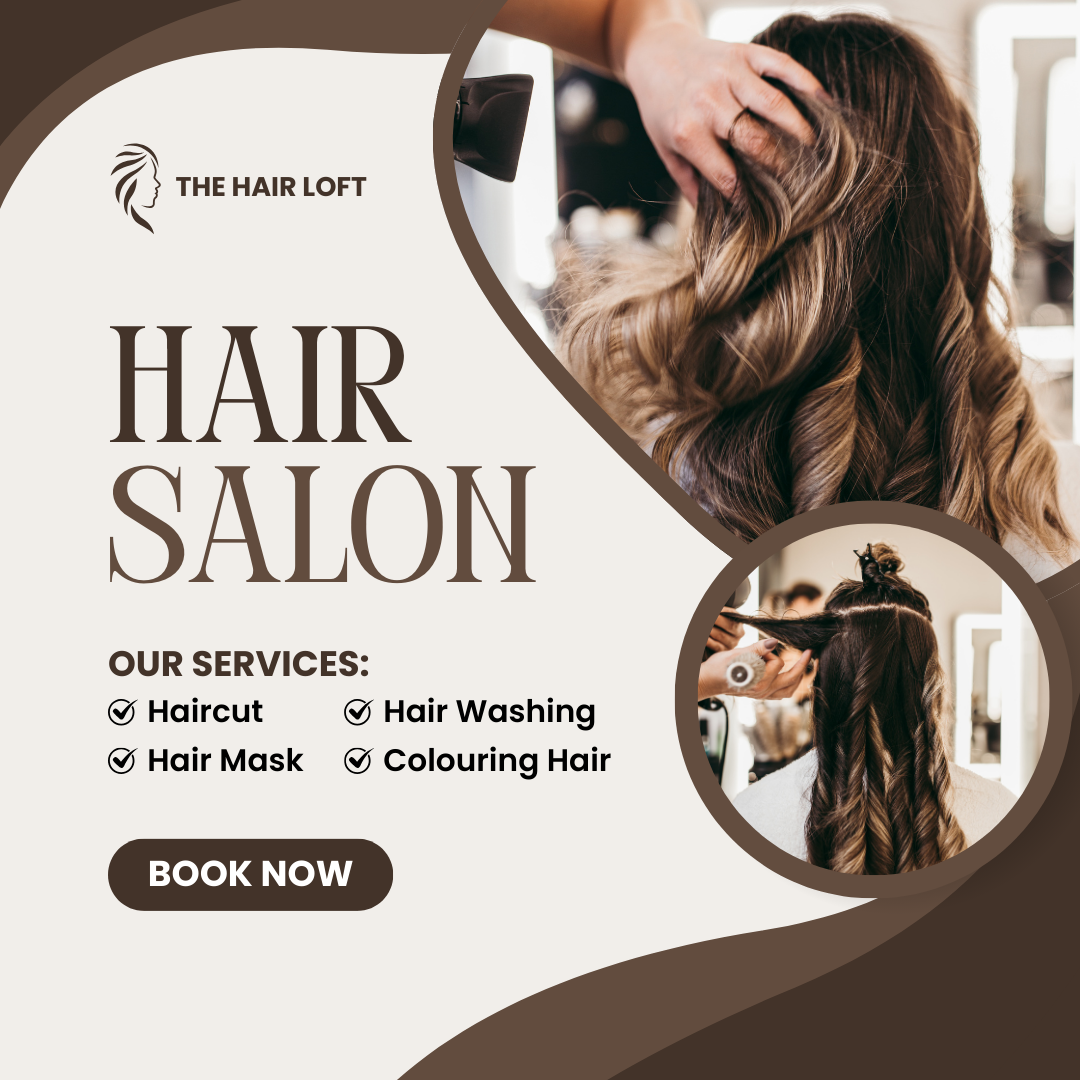 THE HAIR LOFT
HAIR
SALON
OUR SERVICES:
Haircut
Hair Washing
Hair Mask
Colouring Hair
BOOK NOW